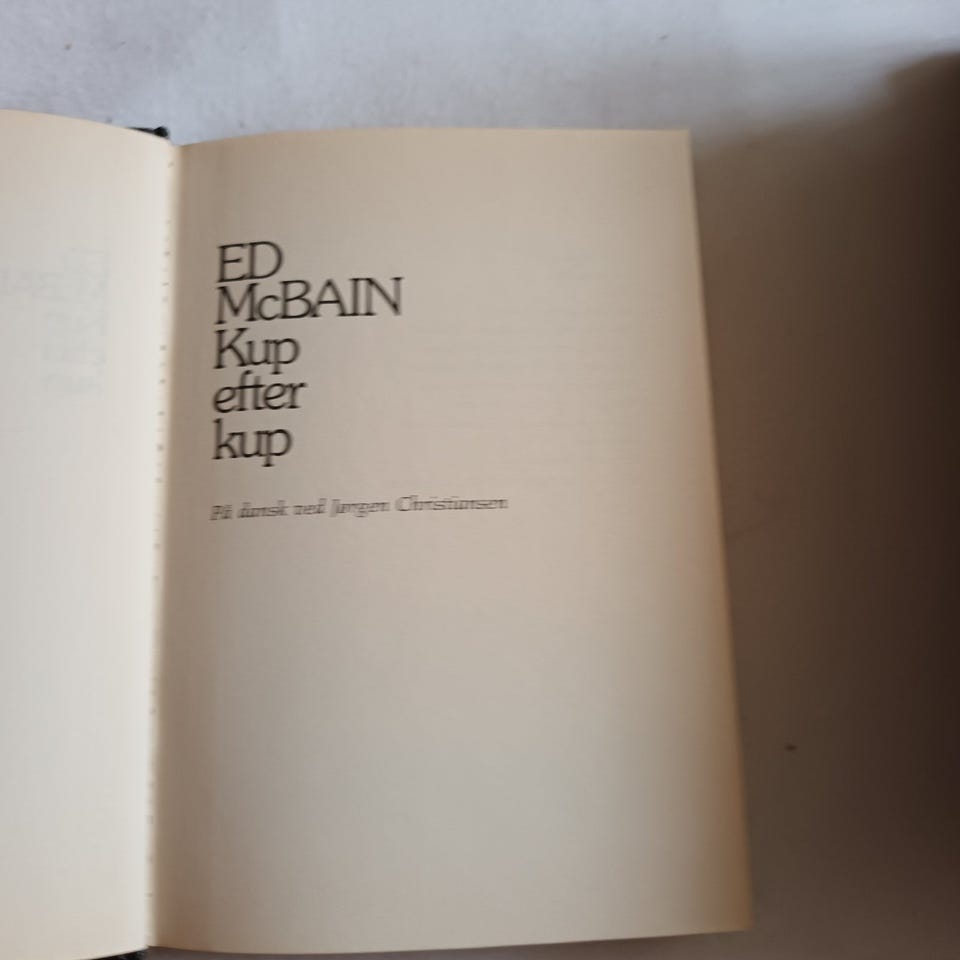 ED
McBAIN
Kup
efter
kup
På dansk ved Jørgen Christiansen